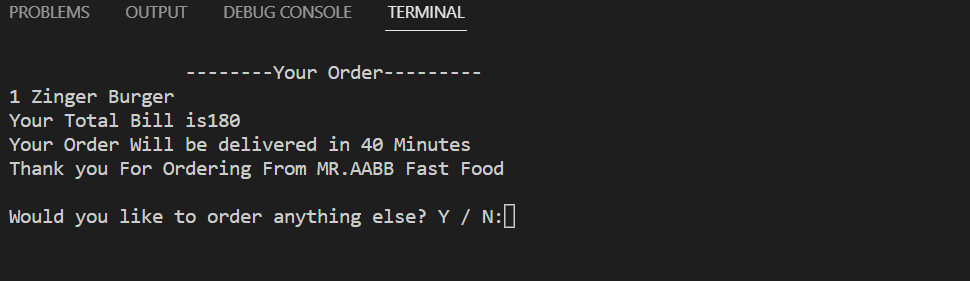 PROBLEMS OUTPUT DEBUG CONSOLE TERMINAL
--------Your Order---------
1 Zinger Burger
Your Total Bill is180
Your Order Will be delivered in 40 Minutes
Thank you For Ordering From MR.AABB Fast Food
Would you like to order anything else? Y / N: